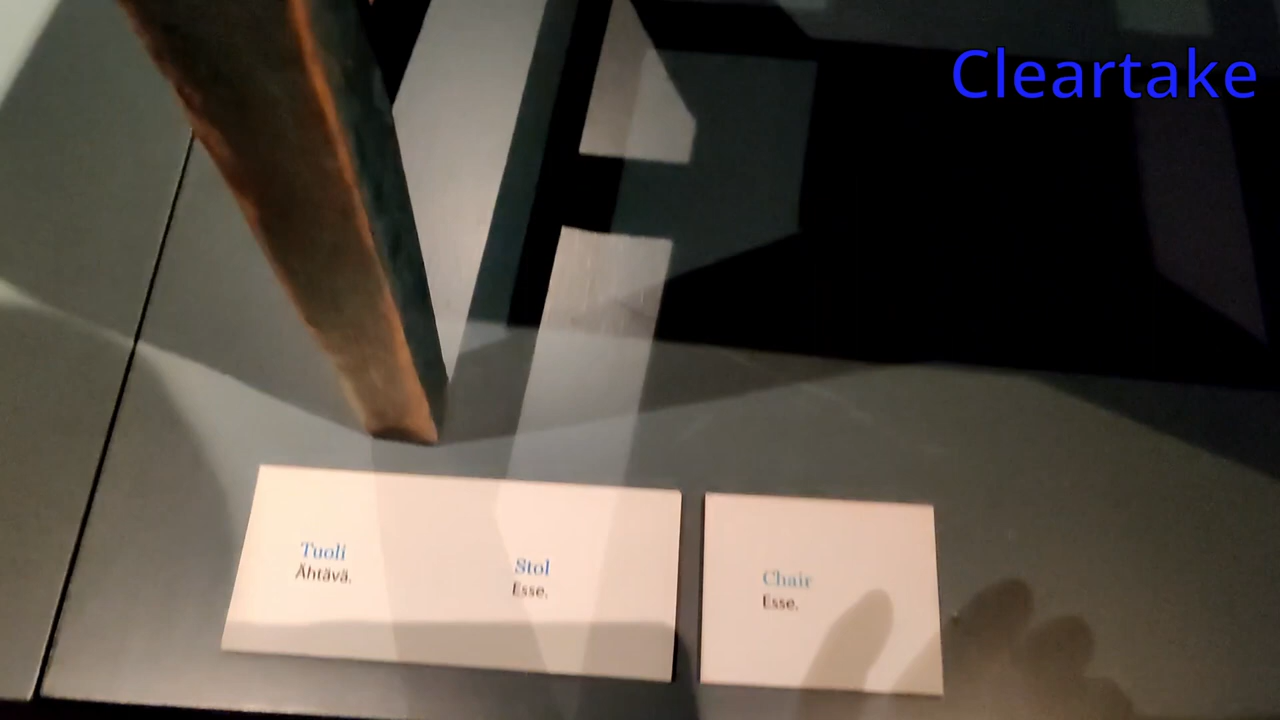 Cleartake
Tuoli
Ähtävä.
Stol
Esse.
Chair
Esse.